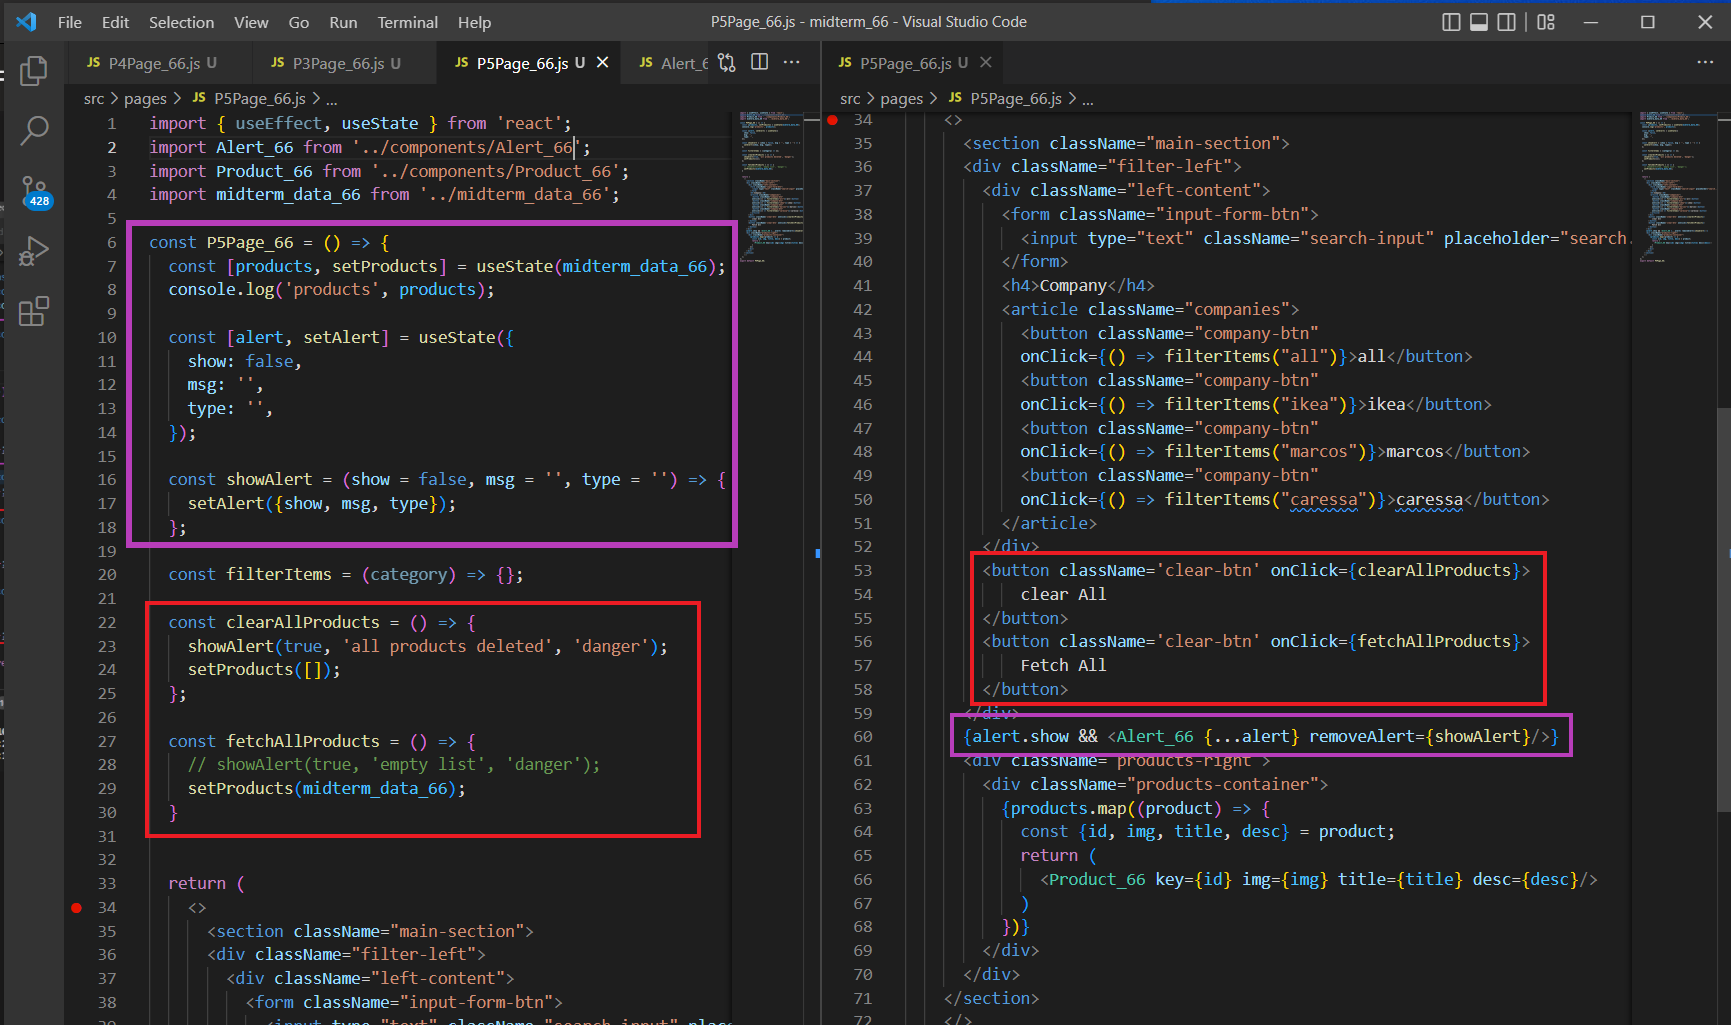 File Edit Selection View Go Run Terminal Help
P5Page_66.js - midterm_66 - Visual Studio Code
JS P4Page_66.js U
JS P3Page_66.js U
JS P5Page_66.js U
JS Alert_6
428
src > pages > JS P5Page_66.js > ...
1 import { useEffect, useState } from 'react';
2 import Alert_66 from '../components/Alert_66';
3 import Product_66 from '../components/Product_66';
4 import midterm_data_66 from '../midterm_data_66';
5
6 const P5Page_66 = () => {
7 const [products, setProducts] = useState(midterm_data_66);
8 console.log('products', products);
9
10 const [alert, setAlert] = useState({
11 show: false,
12 msg: '',
13 type: '',
14 });
15
16 const showAlert = (show = false, msg = '', type = '') => {
17 setAlert({show, msg, type});
18 };
19
20 const filterItems = (category) => {};
21
22 const clearAllProducts = () => {
23 showAlert(true, 'all products deleted', 'danger');
24 setProducts([]);
25 };
26
27 const fetchAllProducts = () => {
28 // showAlert(true, 'empty list', 'danger');
29 setProducts(midterm_data_66);
30 }
31
32
33 return (
34 <>
35 <section className="main-section">
36 <div className="filter-left">
37 <div className="left-content">
38 <form className="input-form-btn">
JS P5Page_66.js U
src > pages > JS P5Page_66.js > ...
34 <>
35 <section className="main-section">
36 <div className="filter-left">
37 <div className="left-content">
38 <form className="input-form-btn">
39 <input type="text" className="search-input" placeholder="search.
40 </form>
41 <h4>Company</h4>
42 <article className="companies">
43 <button className="company-btn"
44 onClick={() => filterItems("all")}>all</button>
45 <button className="company-btn"
46 onClick={() => filterItems("ikea")}>ikea</button>
47 <button className="company-btn"
48 onClick={() => filterItems("marcos")}>marcos</button>
49 <button className="company-btn"
50 onClick={() => filterItems("caressa")}>caressa</button>
51 </article>
52 </div>
53 <button className='clear-btn' onClick={clearAllProducts}>
54 clear All
55 </button>
56 <button className='clear-btn' onClick={fetchAllProducts}>
57 Fetch All
58 </button>
59 </div>
60 {alert.show && <Alert_66 {...alert} removeAlert={showAlert}/>}
61 <div className="products-right">
62 <div className="products-container">
63 {products.map((product) => {
64 const {id, img, title, desc} = product;
65 return (
66 <Product_66 key={id} img={img} title={title} desc={desc}/>
67 )
68 })}
69 </div>
70 </div>
71 </section>
72 </>